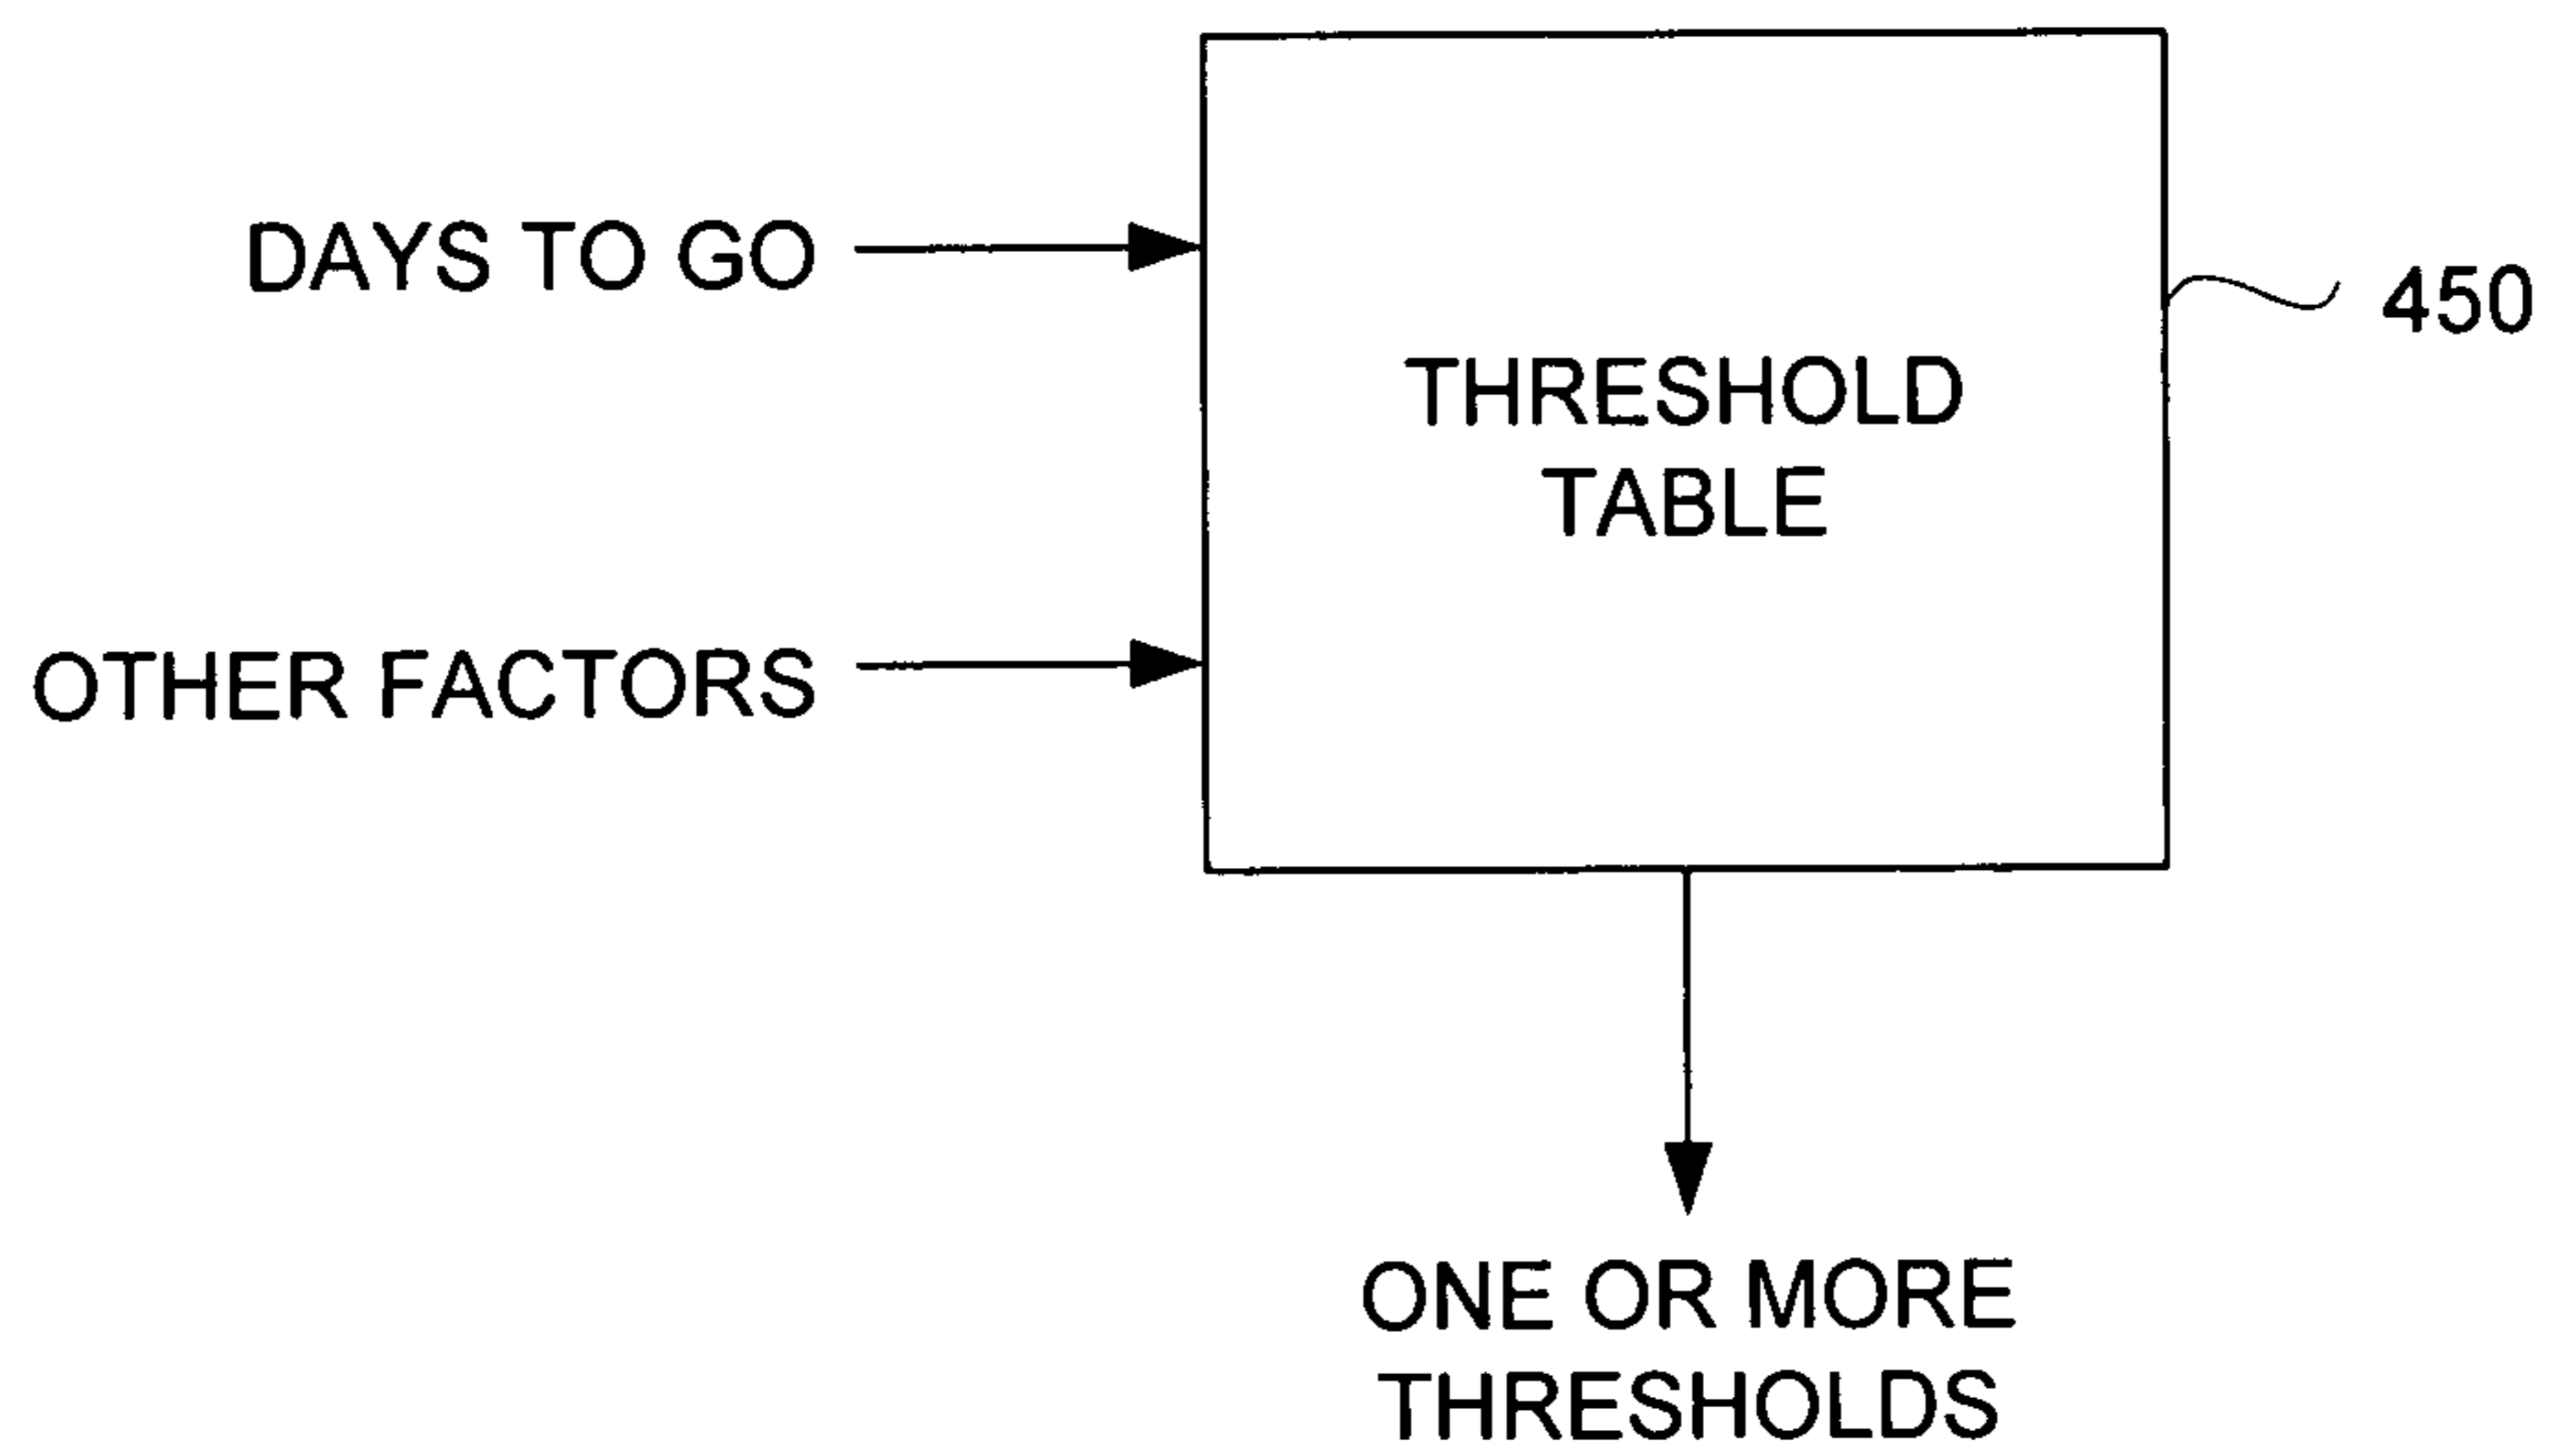 DAYS TO GO
THRESHOLD
TABLE
450
OTHER FACTORS
ONE OR MORE
THRESHOLDS